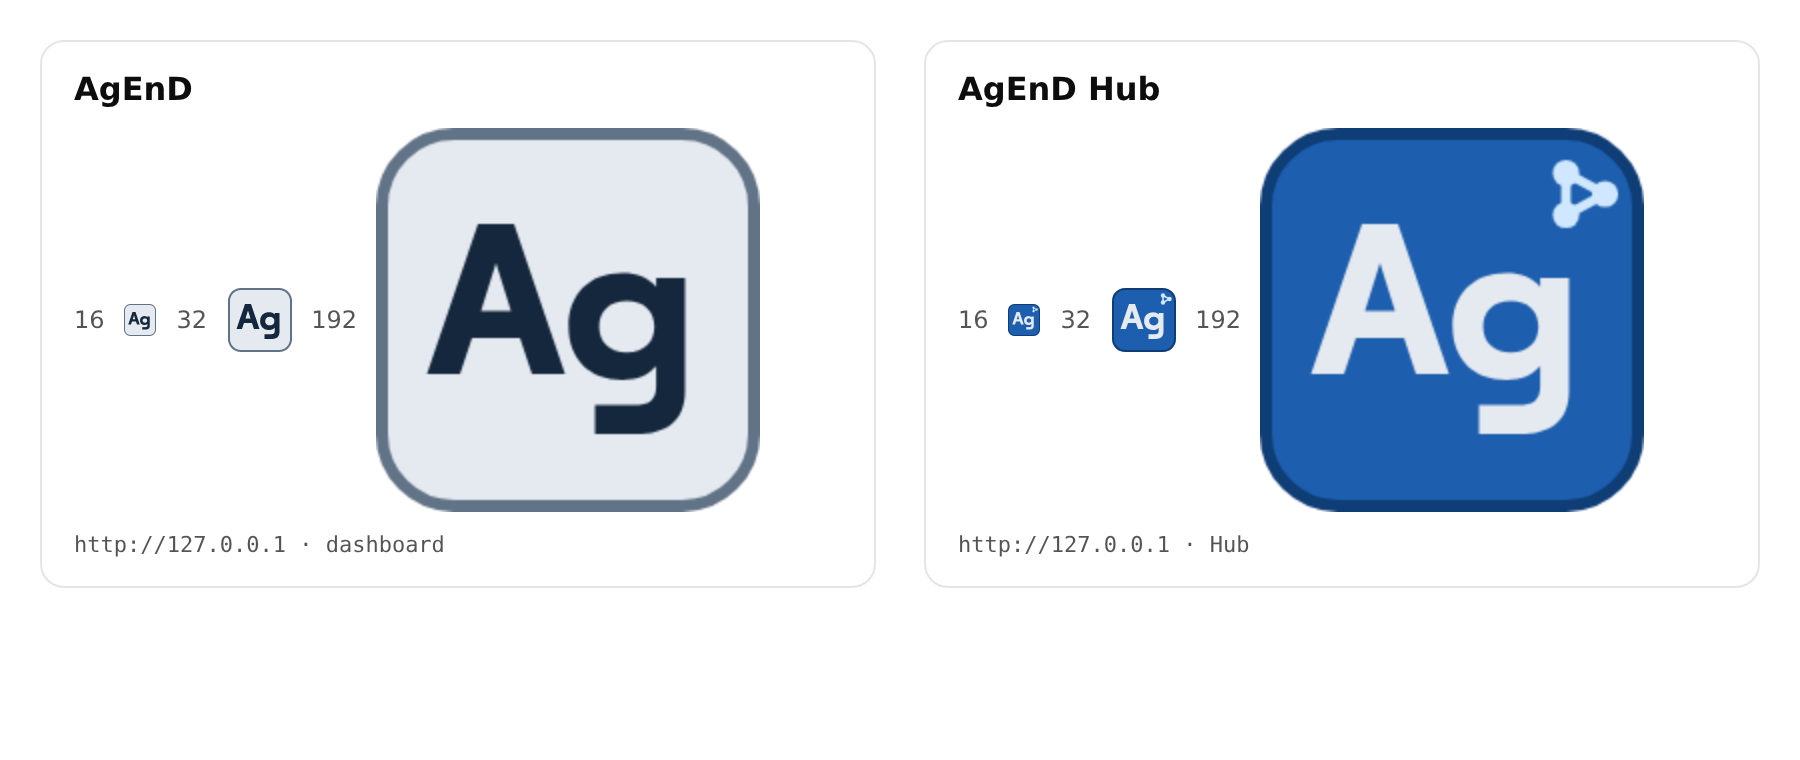 AgEnD
16 Ag 32 Ag 192 Ag
http://127.0.0.1 · dashboard
AgEnD Hub
16 Ag 32 Ag 192 Ag
http://127.0.0.1 · Hub